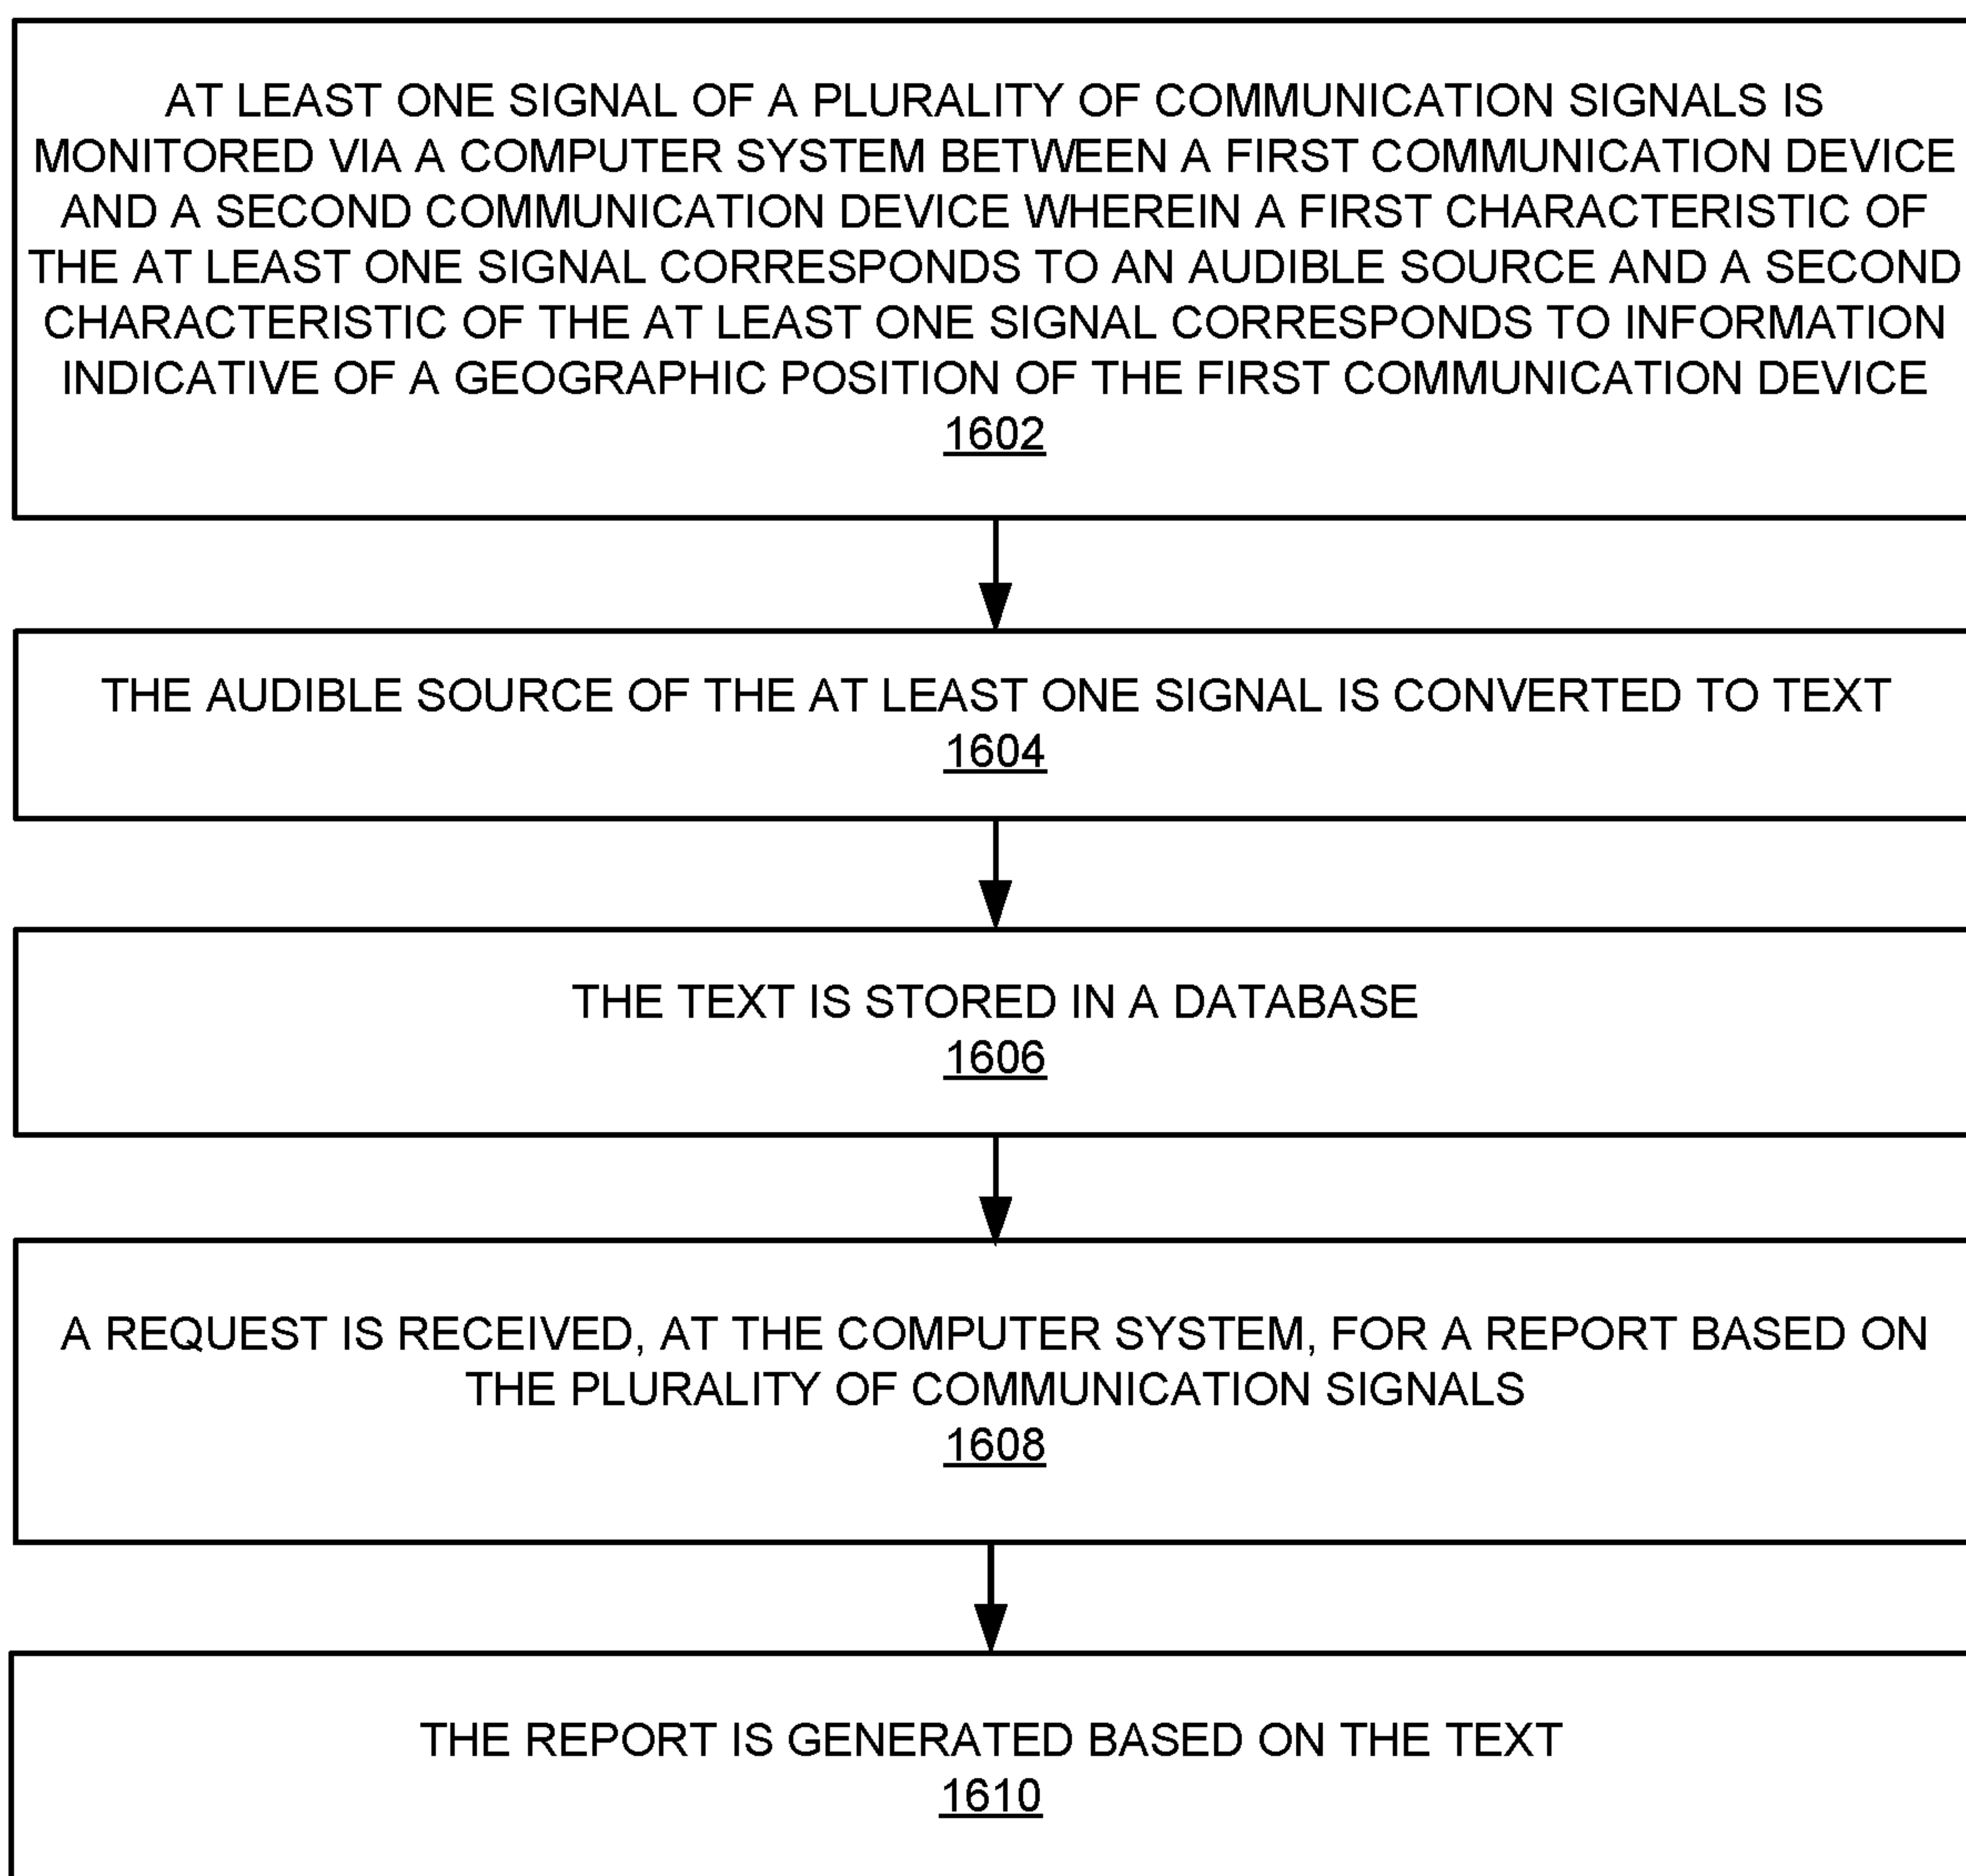 AT LEAST ONE SIGNAL OF A PLURALITY OF COMMUNICATION SIGNALS IS
MONITORED VIA A COMPUTER SYSTEM BETWEEN A FIRST COMMUNICATION DEVICE
AND A SECOND COMMUNICATION DEVICE WHEREIN A FIRST CHARACTERISTIC OF
THE AT LEAST ONE SIGNAL CORRESPONDS TO AN AUDIBLE SOURCE AND A SECOND
CHARACTERISTIC OF THE AT LEAST ONE SIGNAL CORRESPONDS TO INFORMATION
INDICATIVE OF A GEOGRAPHIC POSITION OF THE FIRST COMMUNICATION DEVICE
1602
THE AUDIBLE SOURCE OF THE AT LEAST ONE SIGNAL IS CONVERTED TO TEXT
1604
THE TEXT IS STORED IN A DATABASE
1606
A REQUEST IS RECEIVED, AT THE COMPUTER SYSTEM, FOR A REPORT BASED ON
THE PLURALITY OF COMMUNICATION SIGNALS
1608
THE REPORT IS GENERATED BASED ON THE TEXT
1610